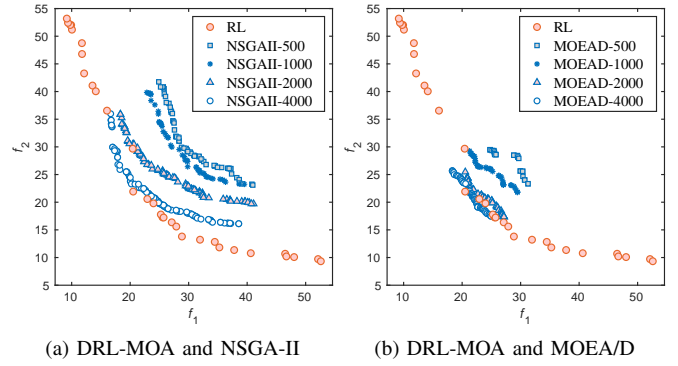 55
50
45
40
35
30
25
20
15
10
5
f2
10 20 30 40 50
f1
RL
NSGAII-500
NSGAII-1000
NSGAII-2000
NSGAII-4000
(a) DRL-MOA and NSGA-II
55
50
45
40
35
30
25
20
15
10
5
f2
10 20 30 40 50
f1
RL
MOEAD-500
MOEAD-1000
MOEAD-2000
MOEAD-4000
(b) DRL-MOA and MOEA/D